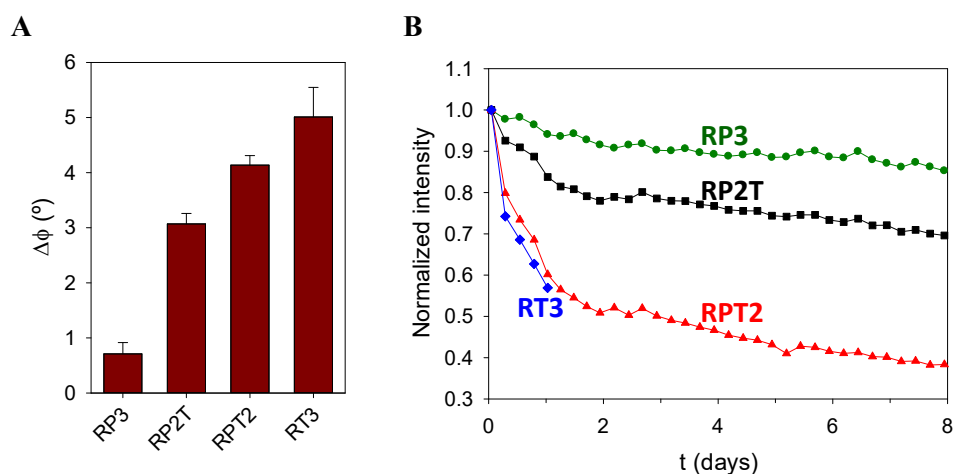 A
B
6
5
4
3
2
1
0
Δϕ (º)
RP3
RP2T
RPT2
RT3
1.1
1.0
0.9
0.8
0.7
0.6
0.5
0.4
0.3
Normalized intensity
RP3
RP2T
RT3
RPT2
0 2 4 6 8
t (days)